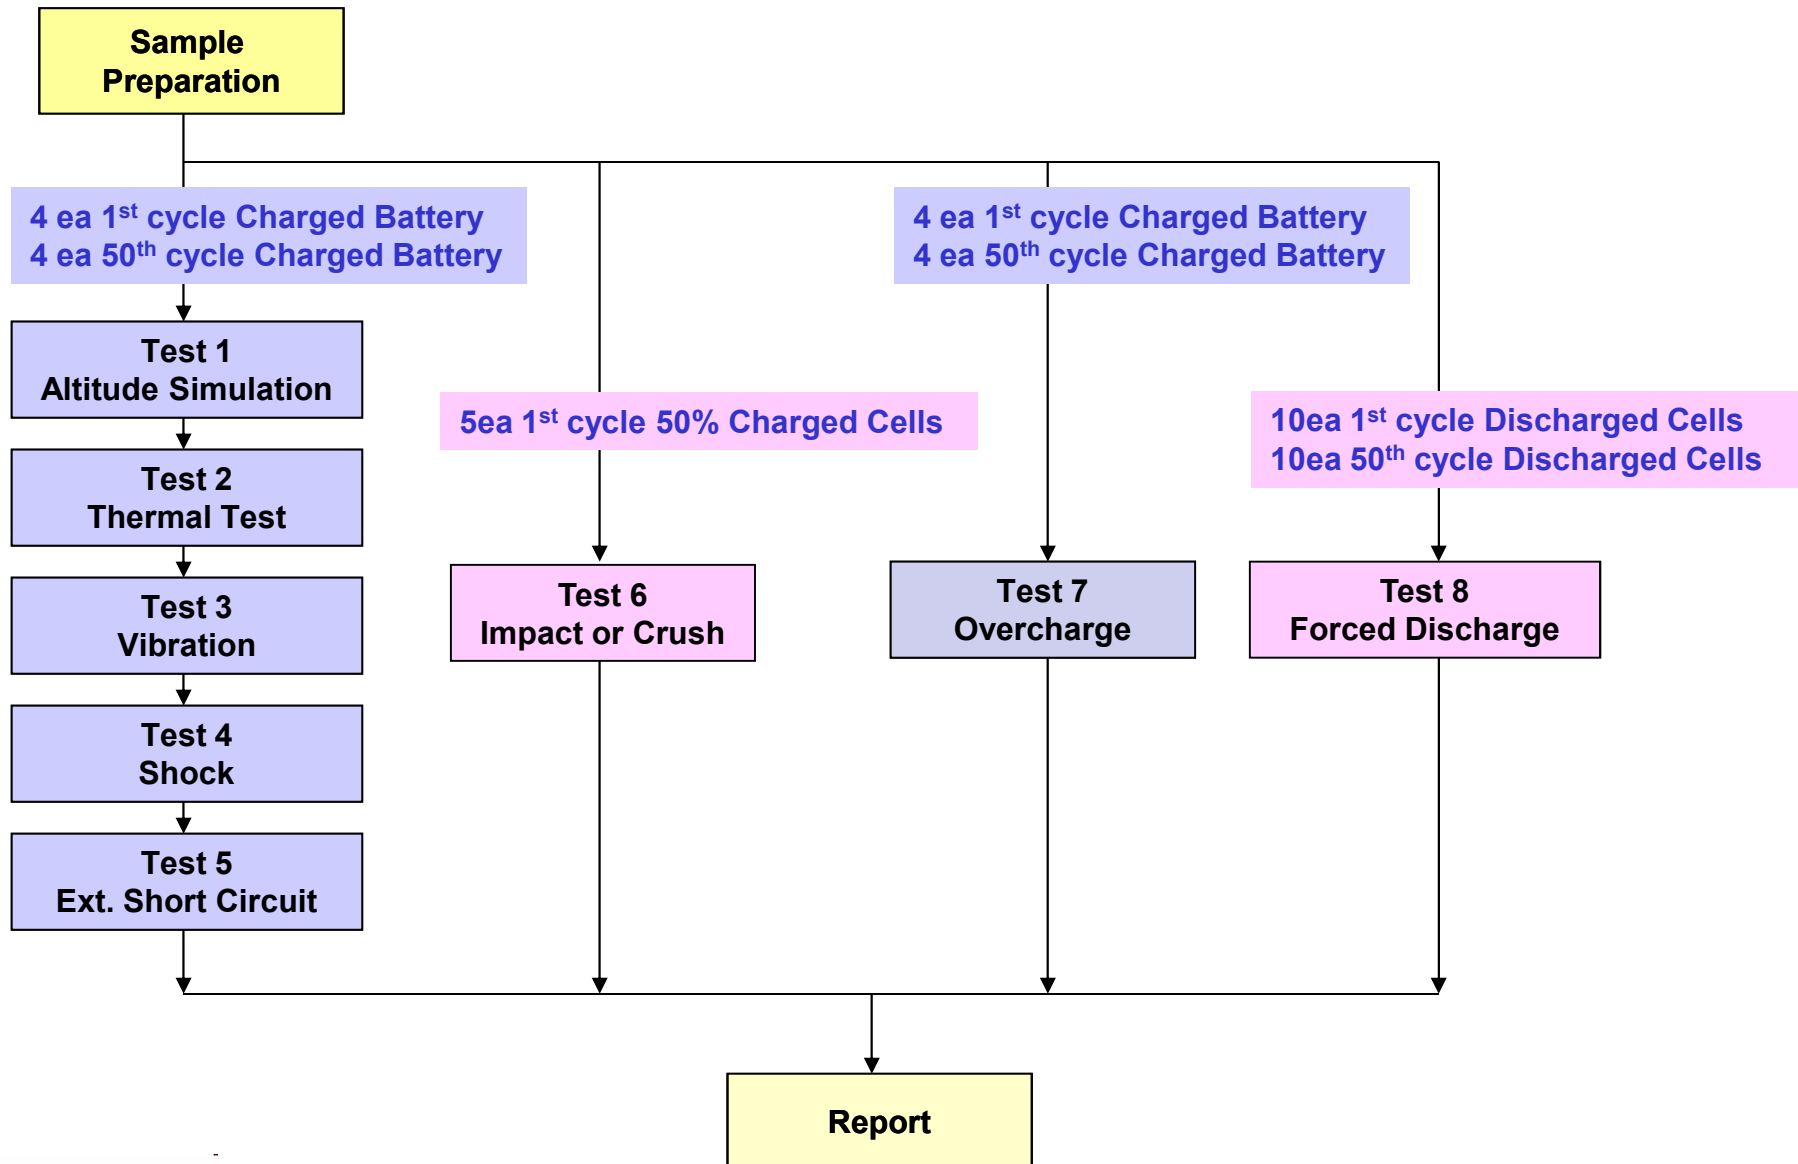 Sample
Preparation
4 ea 1st cycle Charged Battery
4 ea 50th cycle Charged Battery
4 ea 1st cycle Charged Battery
4 ea 50th cycle Charged Battery
Test 1
Altitude Simulation
5ea 1st cycle 50% Charged Cells
10ea 1st cycle Discharged Cells
10ea 50th cycle Discharged Cells
Test 2
Thermal Test
Test 3
Vibration
Test 6
Impact or Crush
Test 7
Overcharge
Test 8
Forced Discharge
Test 4
Shock
Test 5
Ext. Short Circuit
Report